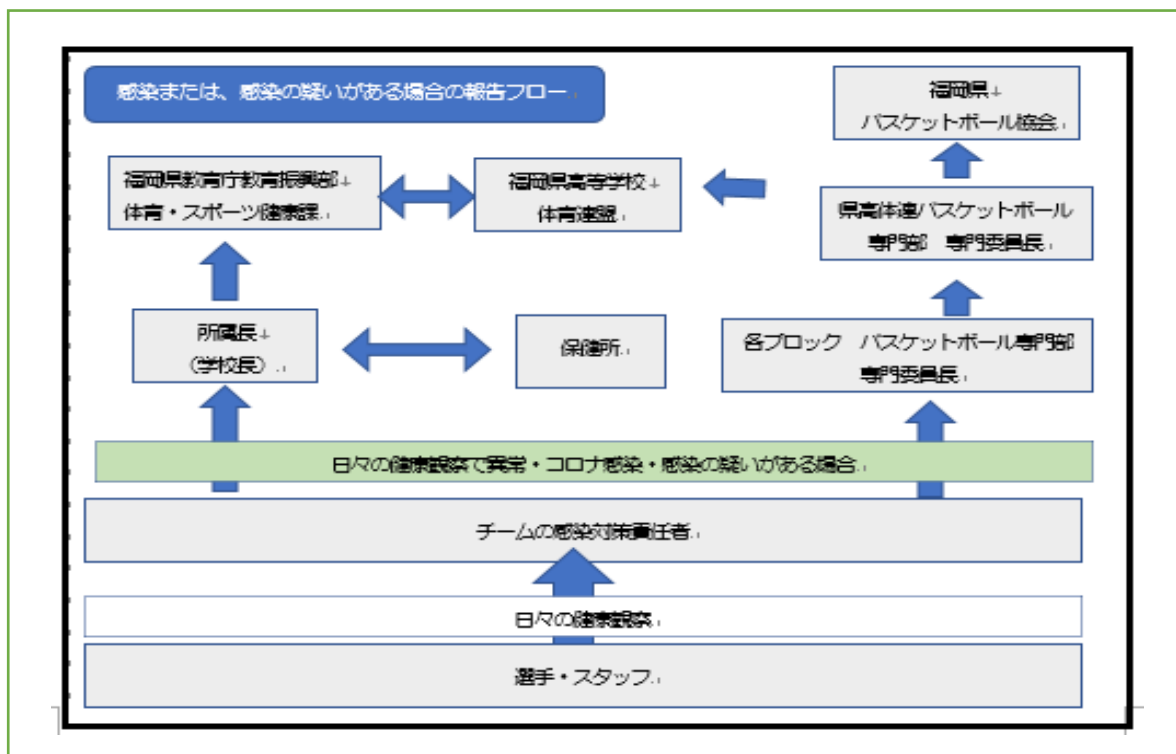 感染または、感染の疑いがある場合の報告フロー
福岡県
バスケットボール協会
福岡県教育庁教育振興部
体育・スポーツ健康課
福岡県高等学校
体育連盟
県高体連バスケットボール
専門部　専門委員長
所属長
（学校長）
保健所
各ブロック　バスケットボール専門部
専門委員長
日々の健康観察で異常・コロナ感染・感染の疑いがある場合
チームの感染対策責任者
日々の健康観察
選手・スタッフ